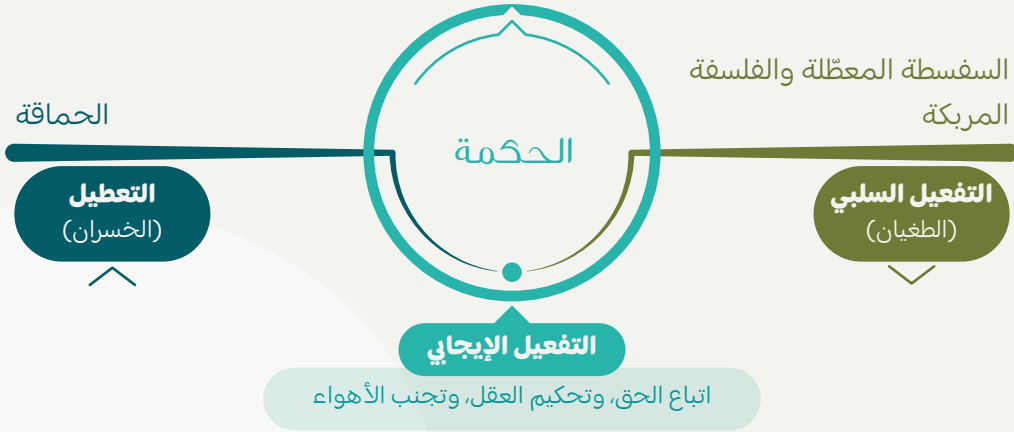 السفسطة المعطّلة والفلسفة
المربكة
التفعيل السلبي
(الطغيان)
الحكمة
الحماقة
التعطيل
(الخسران)
التفعيل الإيجابي
اتباع الحق، وتحكيم العقل، وتجنب الأهواء